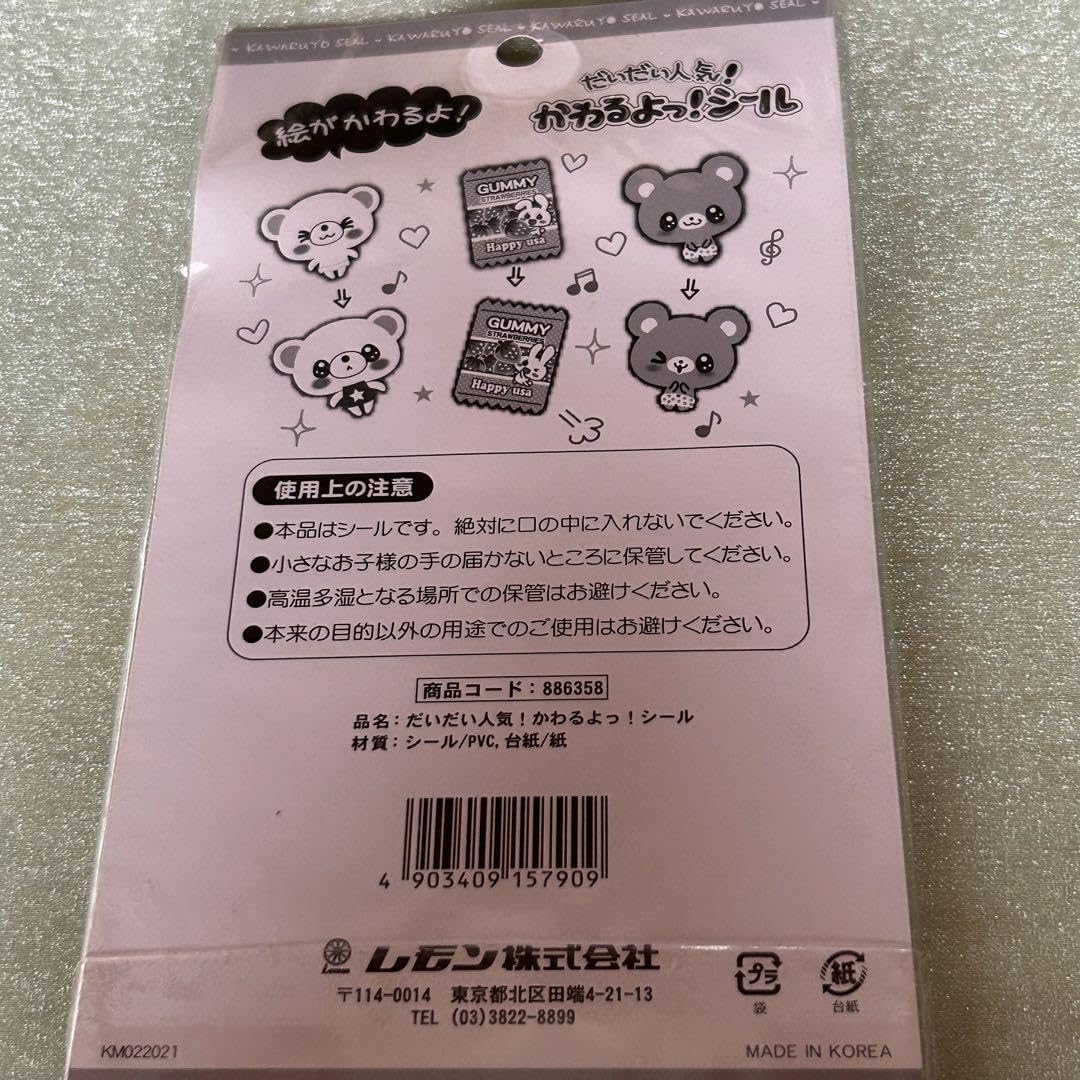 KAWARUYO SEAL KAWARUYO SEAL KAWARUYO SEAL KAWARUYO SEAL
絵がかわるよ!
だいだい人気!
かわるよっ!シール
GUMMY
STRAWBERRIES
Happy usa
GUMMY
STRAWBERRIES
Happy usa
使用上の注意
●本品はシールです。絶対に口の中に入れないでください。
●小さなお子様の手の届かないところに保管してください。
●高温多湿となる場所での保管はお避けください。
●本来の目的以外の用途でのご使用はお避けください。
商品コード:886358
品名:だいだい人気!かわるよっ!シール
材質:シール/PVC,台紙/紙
4 903409 157909
レモン株式会社
〒114-0014 東京都北区田端4-21-13
TEL (03)3822-8899
プラ
袋
紙
台紙
KM022021
MADE IN KOREA